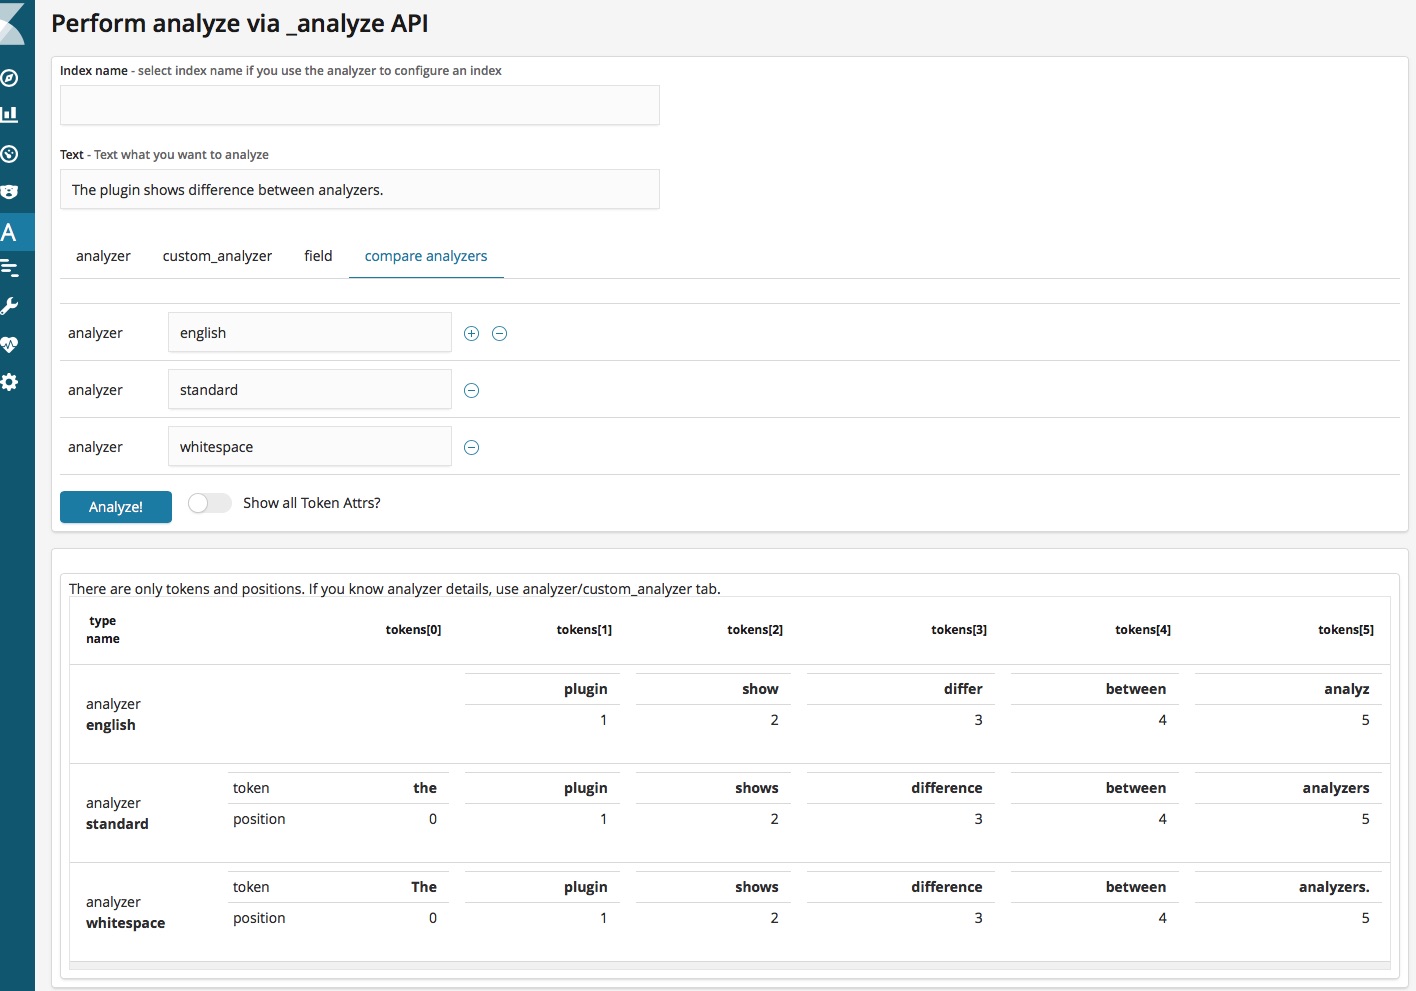 Perform analyze via _analyze API
Index name - select index name if you use the analyzer to configure an index
Text - Text what you want to analyze
The plugin shows difference between analyzers.
analyzer custom_analyzer field compare analyzers
analyzer english
analyzer standard
analyzer whitespace
Analyze! Show all Token Attrs?
There are only tokens and positions. If you know analyzer details, use analyzer/custom_analyzer tab.
type
name tokens[0] tokens[1] tokens[2] tokens[3] tokens[4] tokens[5]
plugin show differ between analyz
analyzer
english 1 2 3 4 5
token the plugin shows difference between analyzers
analyzer
standard position 0 1 2 3 4 5
token The plugin shows difference between analyzers.
analyzer
whitespace position 0 1 2 3 4 5